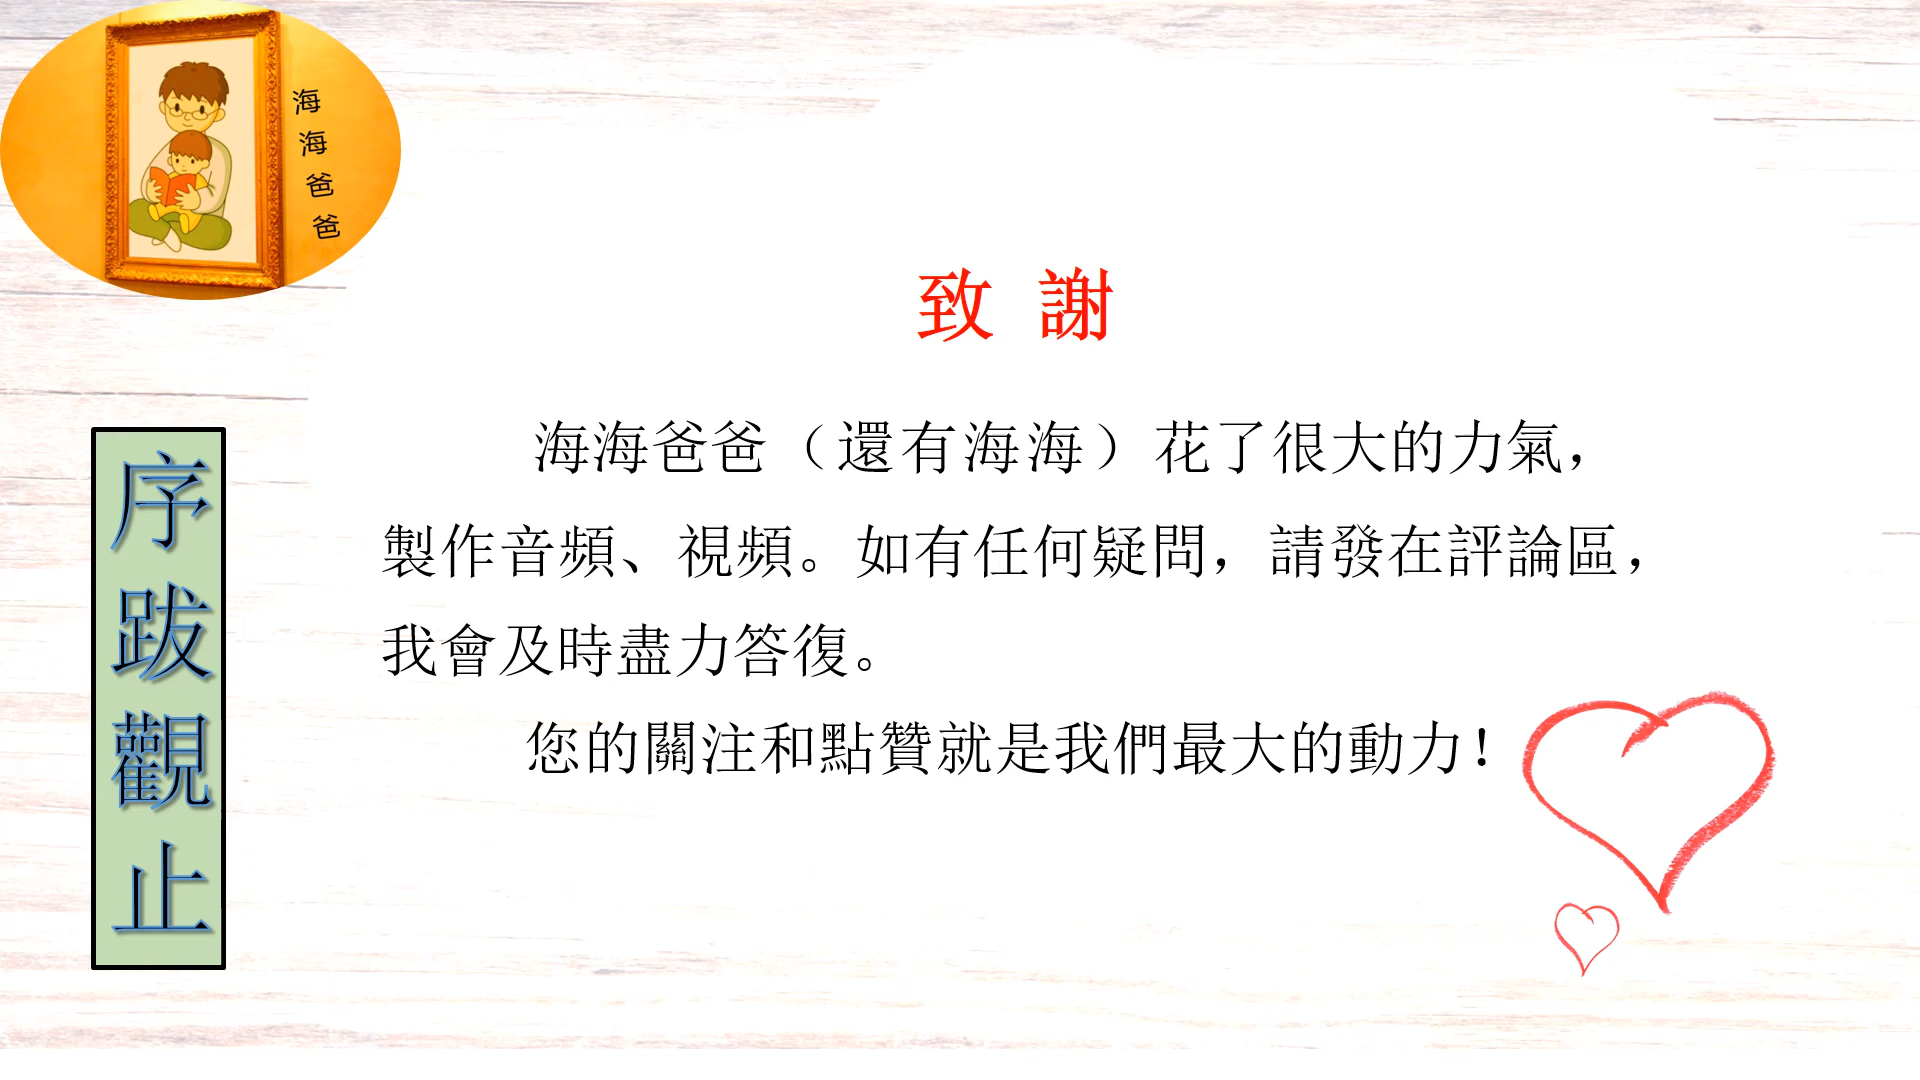 海海爸爸
致 謝
海海爸爸（還有海海）花了很大的力氣，
製作音頻、視頻。如有任何疑問，請發在評論區，
我會及時盡力答復。
您的關注和點贊就是我們最大的動力！
序跋觀止